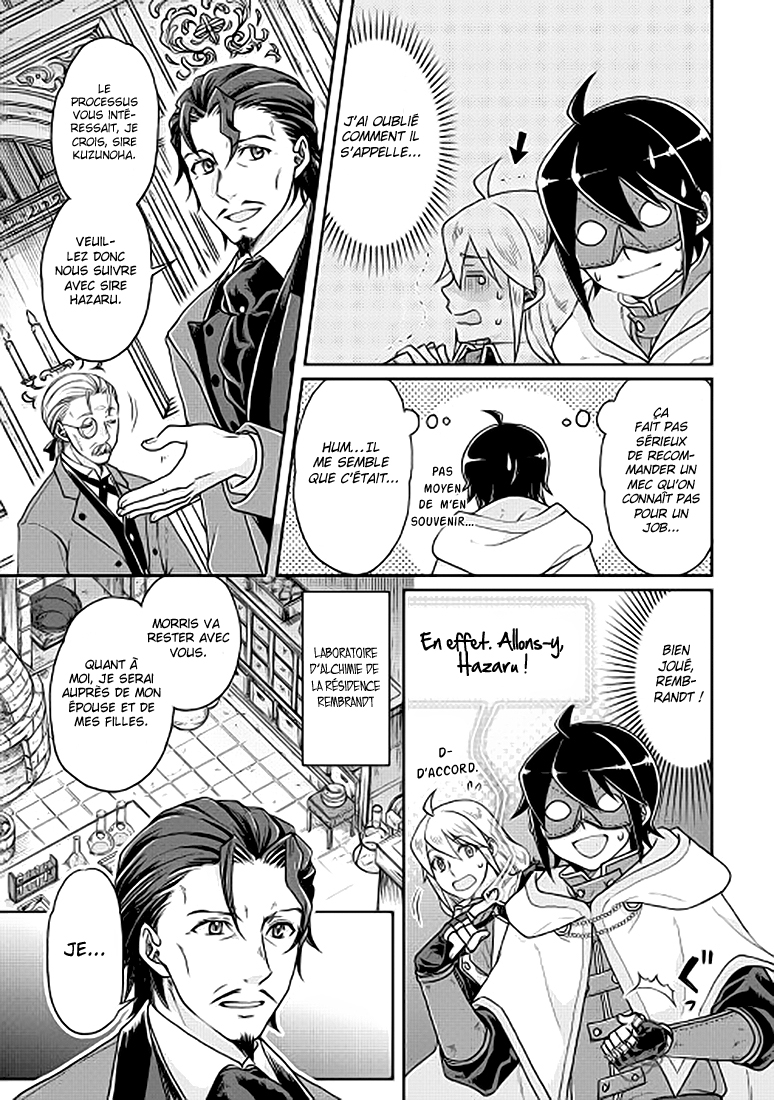 J'AI OUBLIÉ
COMMENT IL
S'APPELLE...
ÇA
FAIT PAS
SÉRIEUX
DE RECOM-
MANDER UN
MEC QU'ON
CONNAÎT PAS
POUR UN
JOB...
PAS
MOYEN
DE M'EN
SOUVENIR...
HUM...IL
ME SEMBLE
QUE C'ÉTAIT...
LE
PROCESSUS
VOUS INTÉ-
RESSAIT, JE
CROIS, SIRE
KUZUNOHA.
VEUIL-
LEZ DONC
NOUS SUIVRE
AVEC SIRE
HAZARU.
BIEN
JOUÉ,
REMB-
RANDT !
En effet. Allons-y,
Hazaru !
D-
D'ACCORD.
ぐっ
LABORATOIRE
D'ALCHIMIE DE
LA RÉSIDENCE
REMBRANDT
MORRIS VA
RESTER AVEC
VOUS.
QUANT À
MOI, JE SERAI
AUPRÈS DE MON
ÉPOUSE ET DE
MES FILLES.
JE...